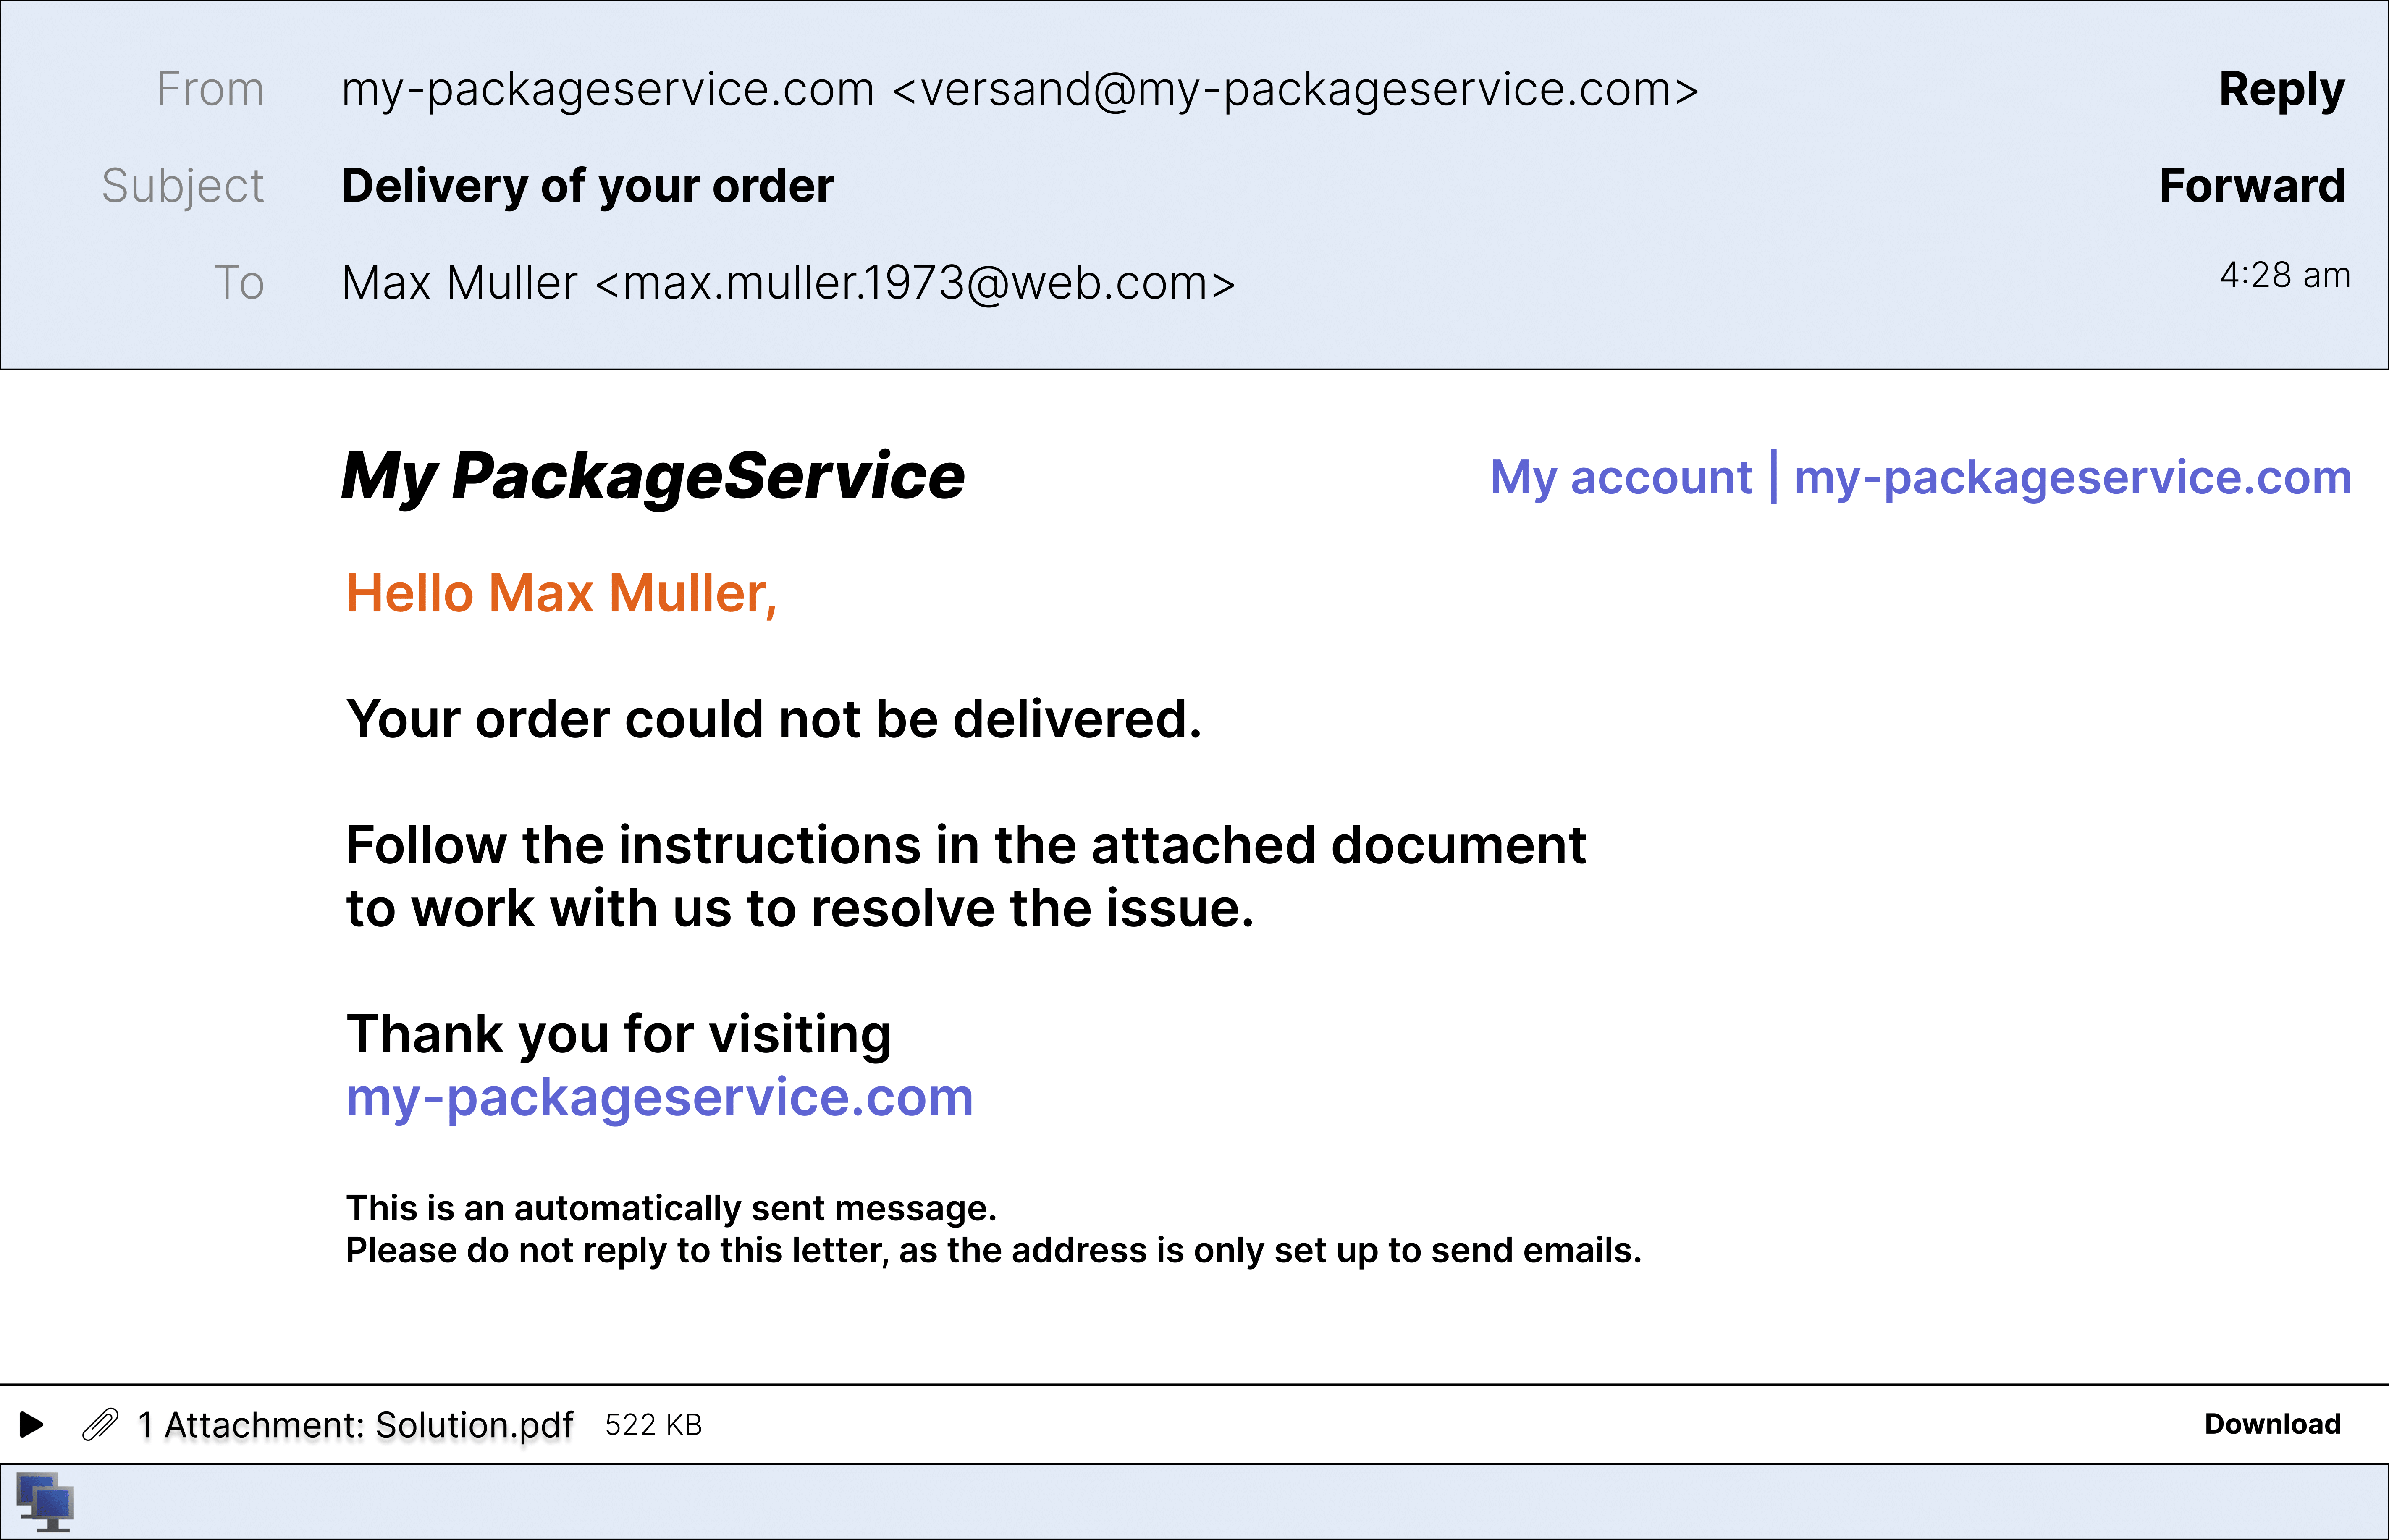 From my-packageservice.com <versand@my-packageservice.com> Reply
Subject Delivery of your order Forward
To Max Muller <max.muller.1973@web.com> 4:28 am
My PackageService My account | my-packageservice.com
Hello Max Muller,
Your order could not be delivered.
Follow the instructions in the attached document
to work with us to resolve the issue.
Thank you for visiting
my-packageservice.com
This is an automatically sent message.
Please do not reply to this letter, as the address is only set up to send emails.
1 Attachment: Solution.pdf 522 KB Download